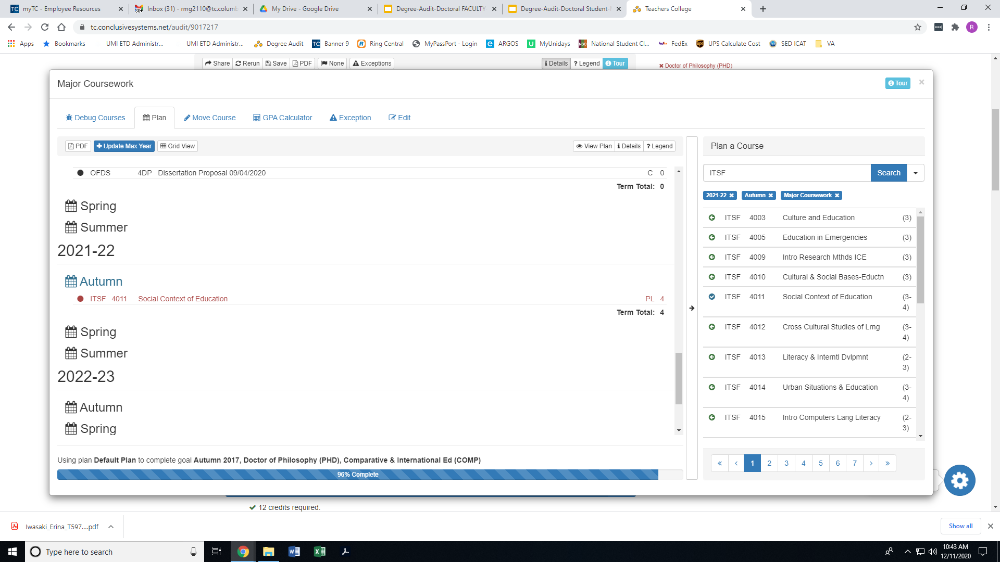 myTC - Employee Resources
Inbox (31) - rmg2110@tc.columb
My Drive - Google Drive
Degree-Audit-Doctoral FACULTY
Degree-Audit-Doctoral Student-
Teachers College
tc.conclusivesystems.net/audit/9017217
R
Apps
Bookmarks
UMI ETD Administr...
UMI ETD Administr...
Degree Audit
Banner 9
Ring Central
MyPassPort - Login
ARGOS
MyUnidays
National Student Cl...
FedEx
UPS Calculate Cost
SED ICAT
VA
Share Rerun Save PDF None Exceptions
Details ? Legend Tour
Doctor of Philosophy (PHD)
Major Coursework
Tour
Debug Courses Plan Move Course GPA Calculator Exception Edit
PDF + Update Max Year Grid View
View Plan Details ? Legend
OFDS 4DP Dissertation Proposal 09/04/2020 C 0
Term Total: 0
Spring
Summer
2021-22
Autumn
ITSF 4011 Social Context of Education PL 4
Term Total: 4
Spring
Summer
2022-23
Autumn
Spring
Using plan Default Plan to complete goal Autumn 2017, Doctor of Philosophy (PHD), Comparative & International Ed (COMP)
96% Complete
Plan a Course
ITSF
Search
2021-22 Autumn Major Coursework
ITSF 4003 Culture and Education (3)
ITSF 4005 Education in Emergencies (3)
ITSF 4009 Intro Research Mthds ICE (3)
ITSF 4010 Cultural & Social Bases-Eductn (3)
ITSF 4011 Social Context of Education (3-
4)
ITSF 4012 Cross Cultural Studies of Lrng (3-
4)
ITSF 4013 Literacy & Interntl Dvlpmnt (2-
3)
ITSF 4014 Urban Situations & Education (3-
4)
ITSF 4015 Intro Computers Lang Literacy (2-
3)
« ‹ 1 2 3 4 5 6 7 › »
12 credits required.
Iwasaki_Erina_T597....pdf
Show all
Type here to search
10:43 AM
12/11/2020